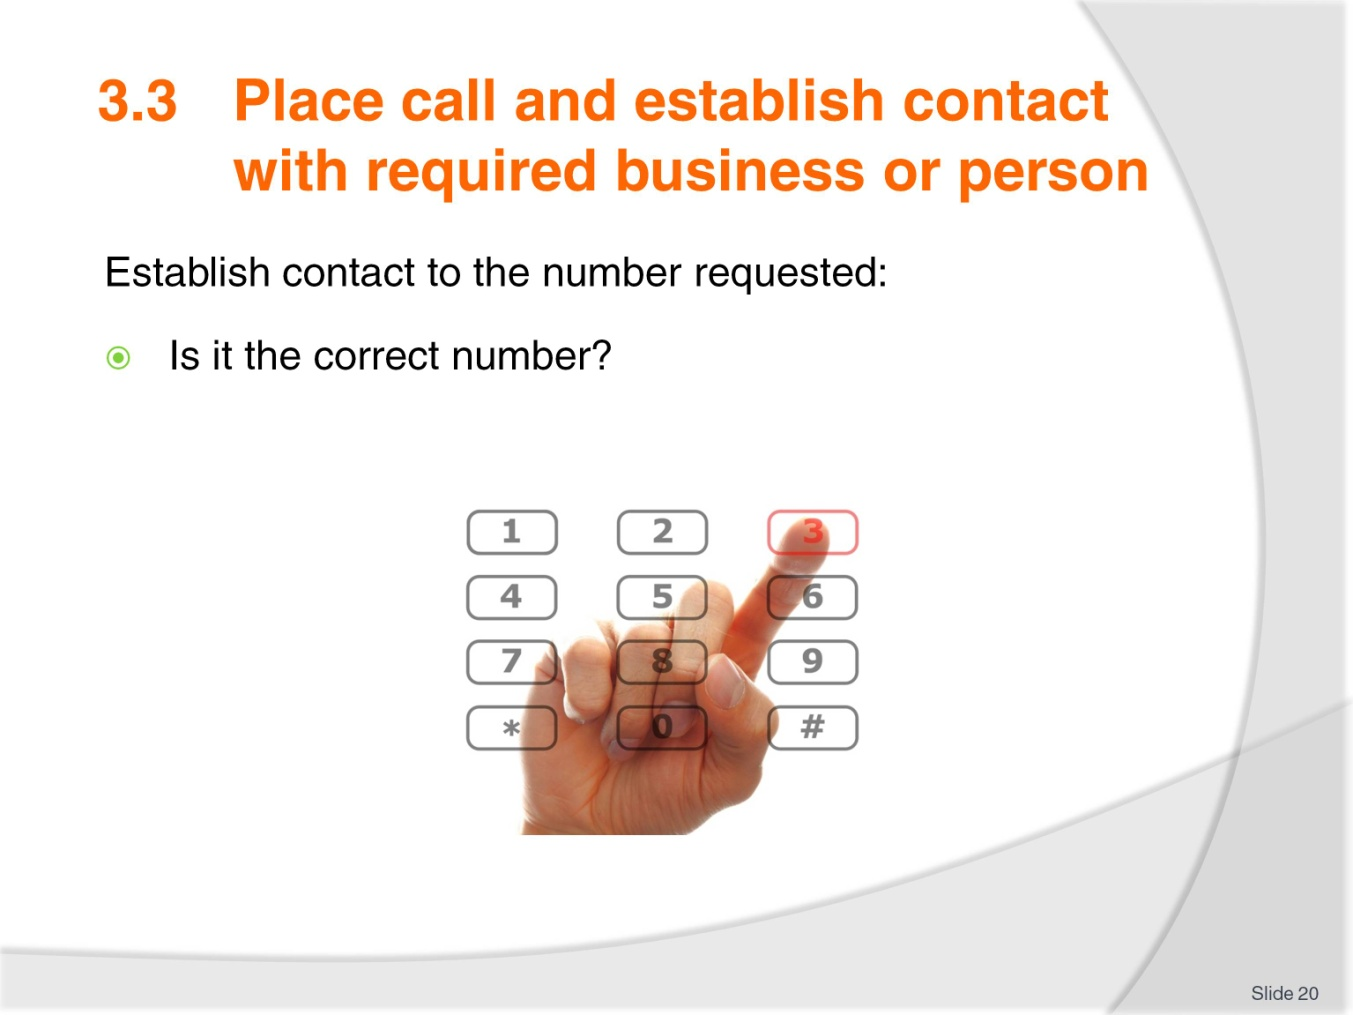 3.3 Place call and establish contact
with required business or person
Establish contact to the number requested:
Is it the correct number?
1 2 3
4 5 6
7 8 9
* 0 #
Slide 20